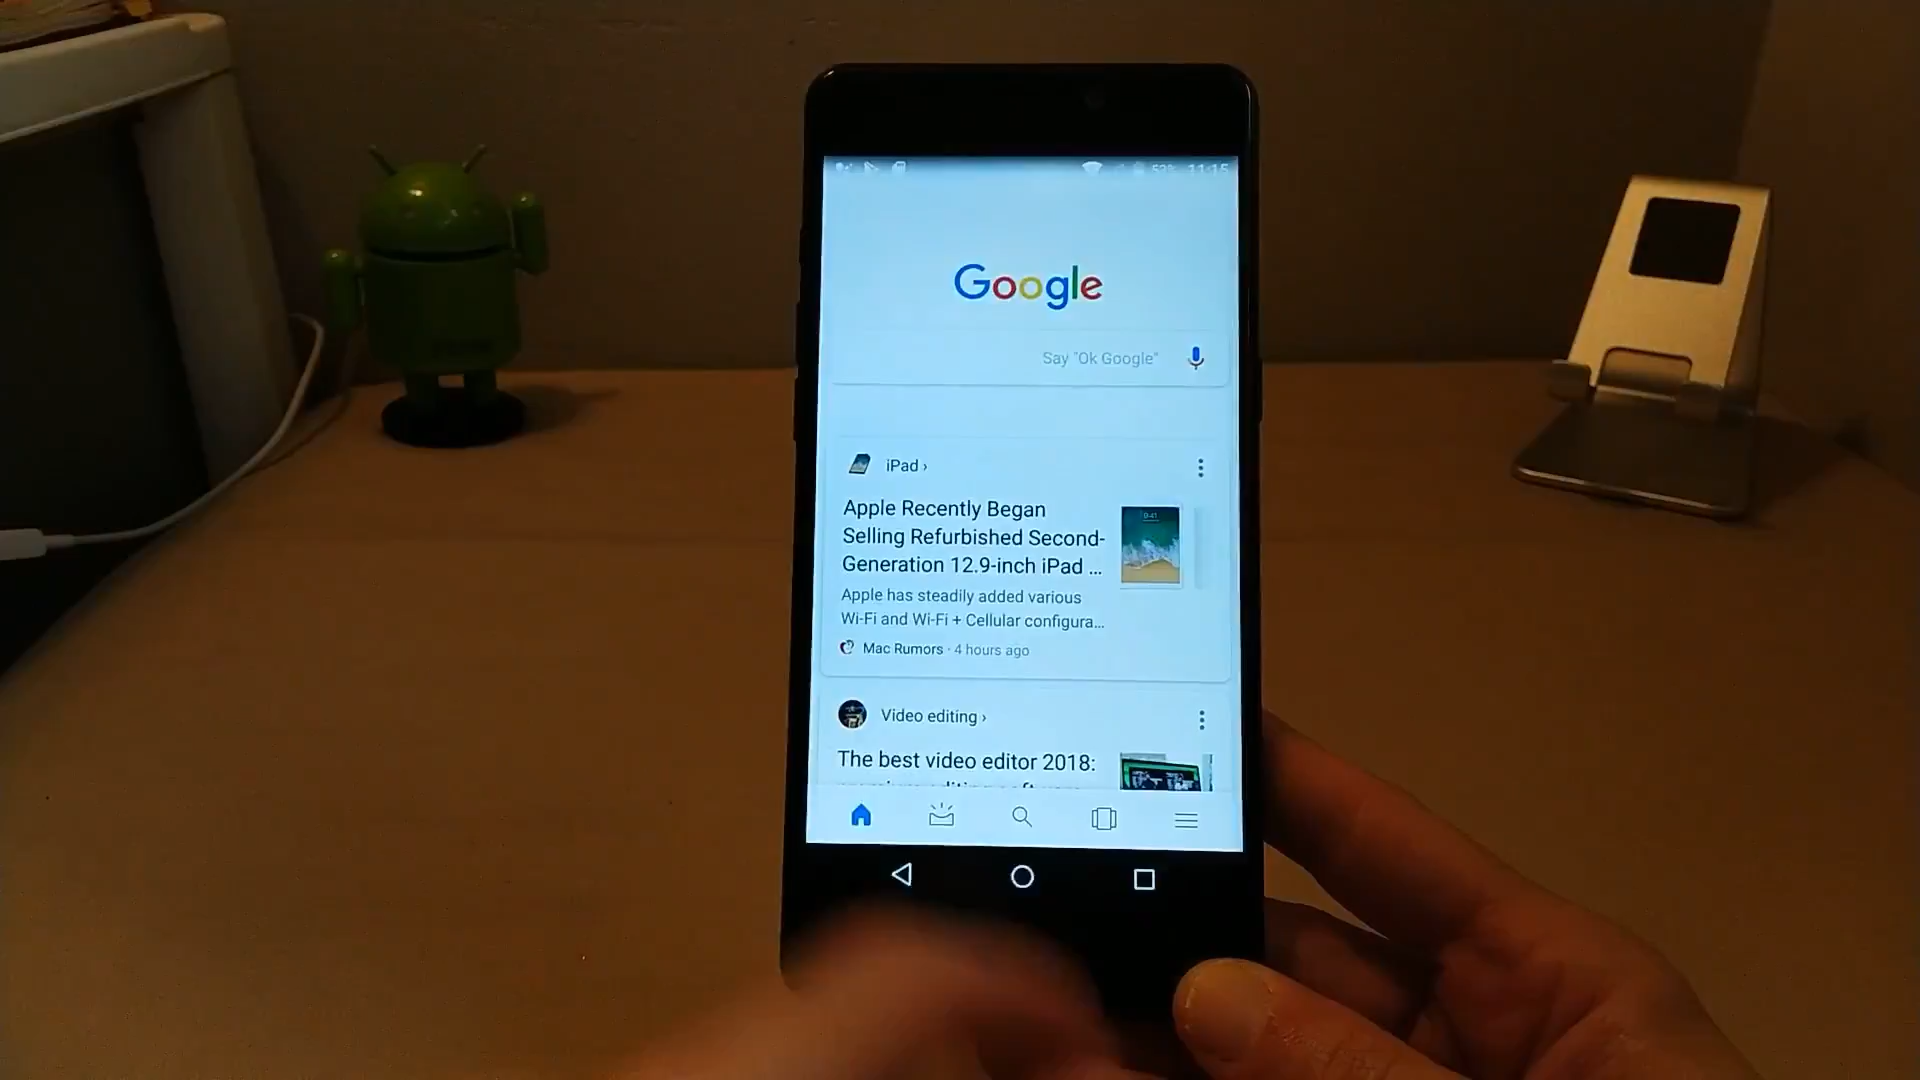 11:15
Google
Say "Ok Google"
iPad ›
Apple Recently Began
Selling Refurbished Second-
Generation 12.9-inch iPad ...
Apple has steadily added various
Wi-Fi and Wi-Fi + Cellular configura...
Mac Rumors · 4 hours ago
Video editing ›
The best video editor 2018: